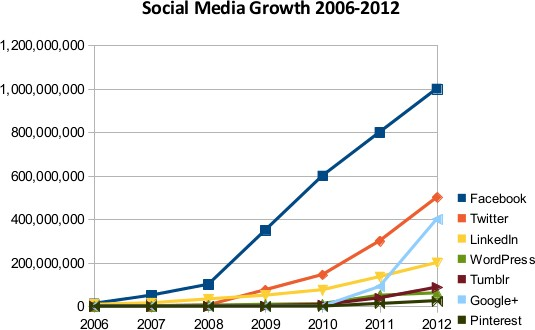 Social Media Growth 2006-2012
1,200,000,000
1,000,000,000
800,000,000
600,000,000
400,000,000
200,000,000
0
2006 2007 2008 2009 2010 2011 2012
Facebook
Twitter
LinkedIn
WordPress
Tumblr
Google+
Pinterest